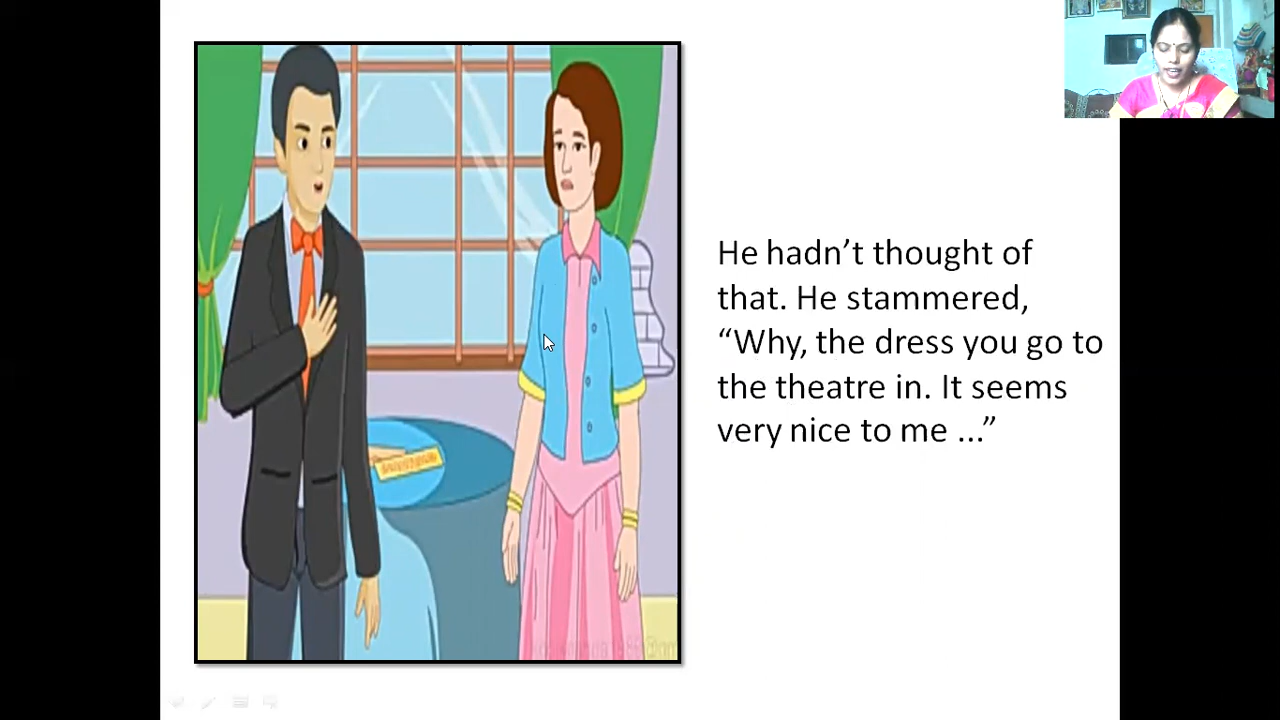 He hadn’t thought of
that. He stammered,
“Why, the dress you go to
the theatre in. It seems
very nice to me ...”